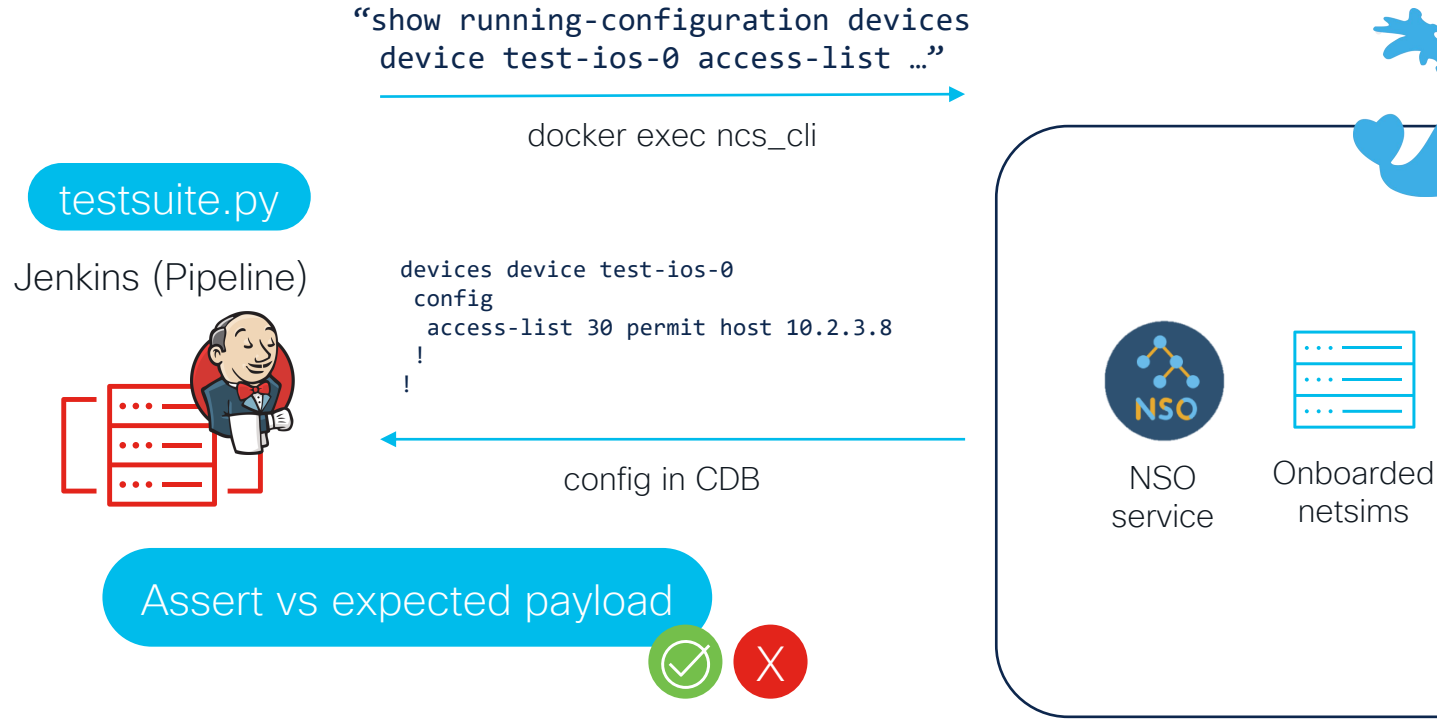 “show running-configuration devices
device test-ios-0 access-list …”
docker exec ncs_cli
testsuite.py
Jenkins (Pipeline)
devices device test-ios-0
 config
  access-list 30 permit host 10.2.3.8
 !
!
config in CDB
Assert vs expected payload
X
NSO
NSO
service
Onboarded
netsims